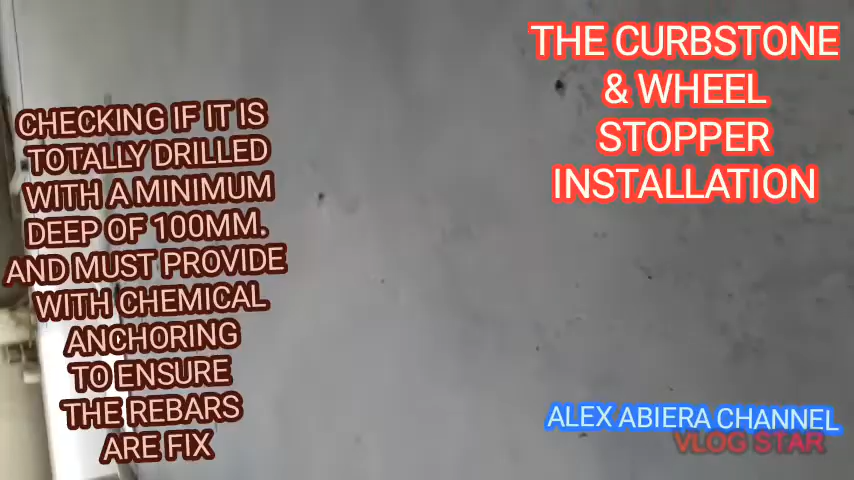 THE CURBSTONE
& WHEEL
STOPPER
INSTALLATION
CHECKING IF IT IS
TOTALLY DRILLED
WITH A MINIMUM
DEEP OF 100MM.
AND MUST PROVIDE
WITH CHEMICAL
ANCHORING
TO ENSURE
THE REBARS
ARE FIX
ALEX ABIERA CHANNEL
VLOG STAR